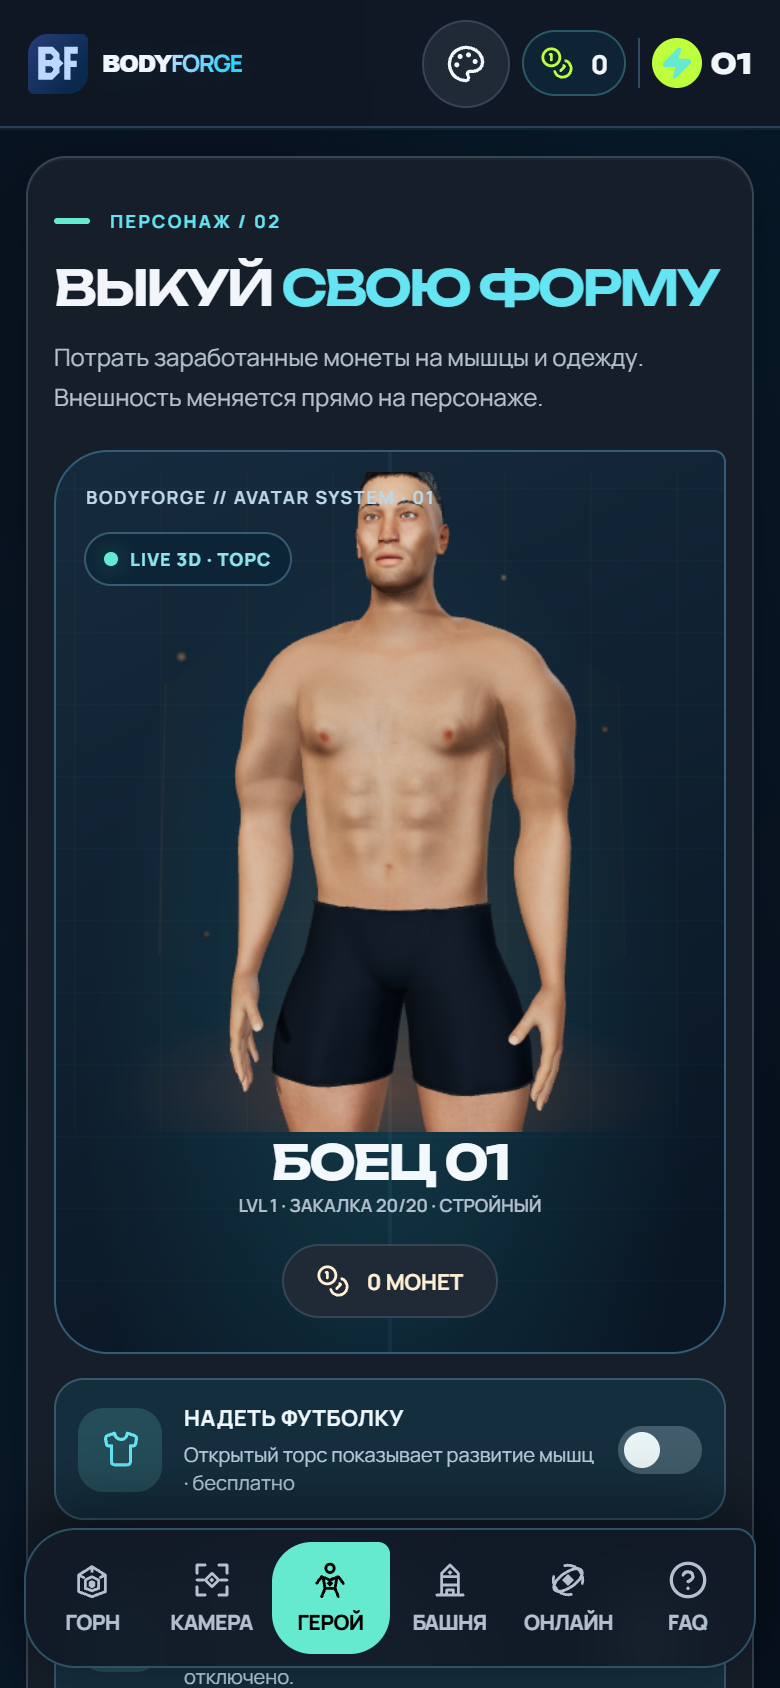 BF BODYFORGE
0
01
ПЕРСОНАЖ / 02
ВЫКУЙ СВОЮ ФОРМУ
Потрать заработанные монеты на мышцы и одежду.
Внешность меняется прямо на персонаже.
BODYFORGE // AVATAR SYSTEM · 01
LIVE 3D · ТОРС
БОЕЦ 01
LVL 1 · ЗАКАЛКА 20/20 · СТРОЙНЫЙ
0 МОНЕТ
НАДЕТЬ ФУТБОЛКУ
Открытый торс показывает развитие мышц
· бесплатно
ГОРН
КАМЕРА
ГЕРОЙ
БАШНЯ
ОНЛАЙН
FAQ
отключено.